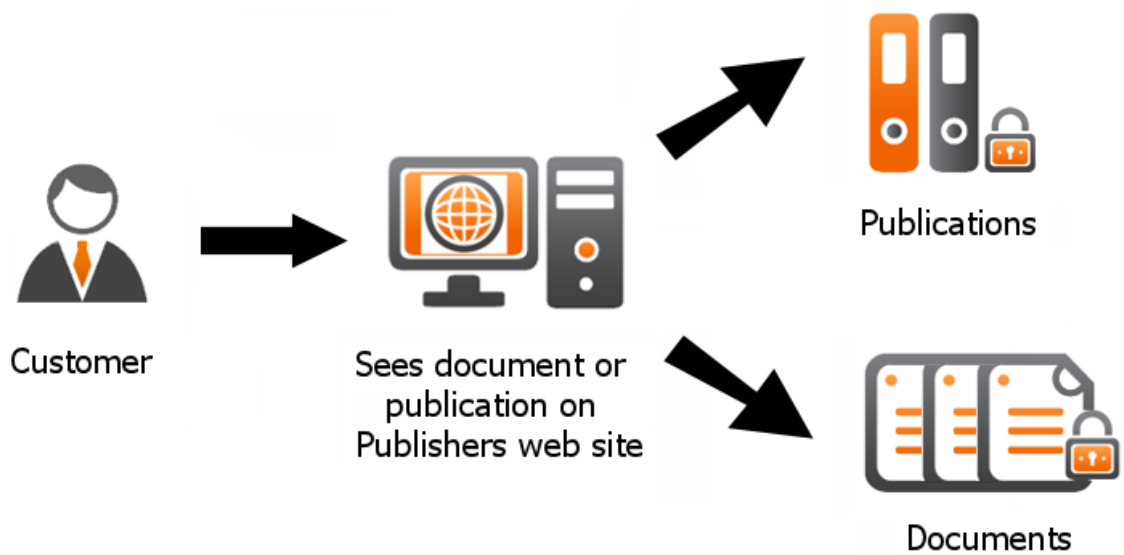 Publications
Customer
Sees document or
publication on
Publishers web site
Documents